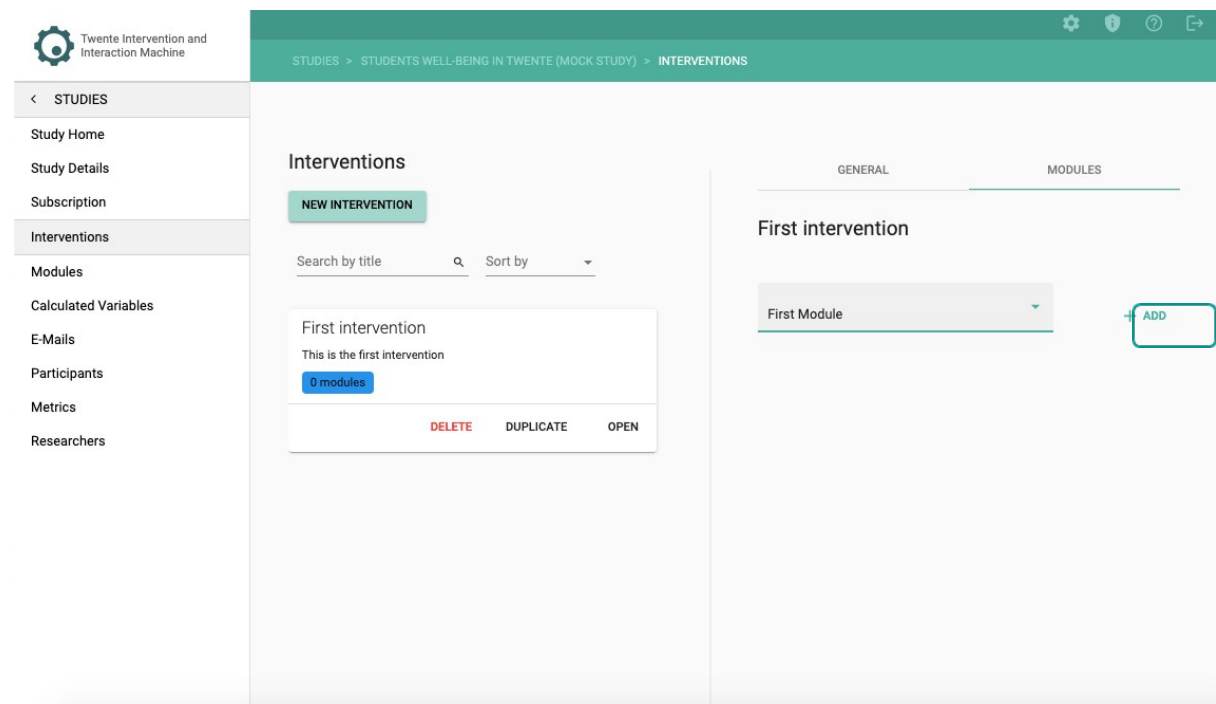 Twente Intervention and
Interaction Machine
STUDIES > STUDENTS WELL-BEING IN TWENTE (MOCK STUDY) > INTERVENTIONS
< STUDIES
Study Home
Study Details
Subscription
Interventions
Modules
Calculated Variables
E-Mails
Participants
Metrics
Researchers
Interventions
NEW INTERVENTION
Search by title
Sort by
First intervention
This is the first intervention
0 modules
DELETE DUPLICATE OPEN
GENERAL MODULES
First intervention
First Module
+ ADD